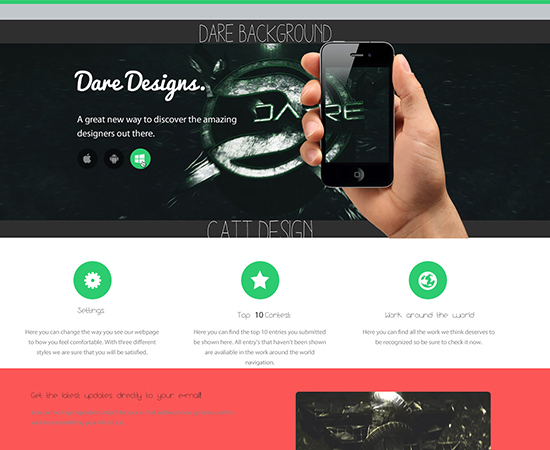 DARE BACKGROUND_
Dare Designs.
DARE
A great new way to discover the amazing
designers out there.
CATT DESIGN
Settings
Here you can change the way you see our webpage
to how you feel comfortable. With three different
styles we are sure that you will be satisfied.
Top 10 Contest
Here you can find the top 10 entries you submitted
be shown here. All entry's that haven't been shown
are avaliable in the work around the world
navigation.
Work around the world
Here you can find all the work we think deserves to
be recognized so be sure to check it now.
Get the latest updates directly to your e-mail!